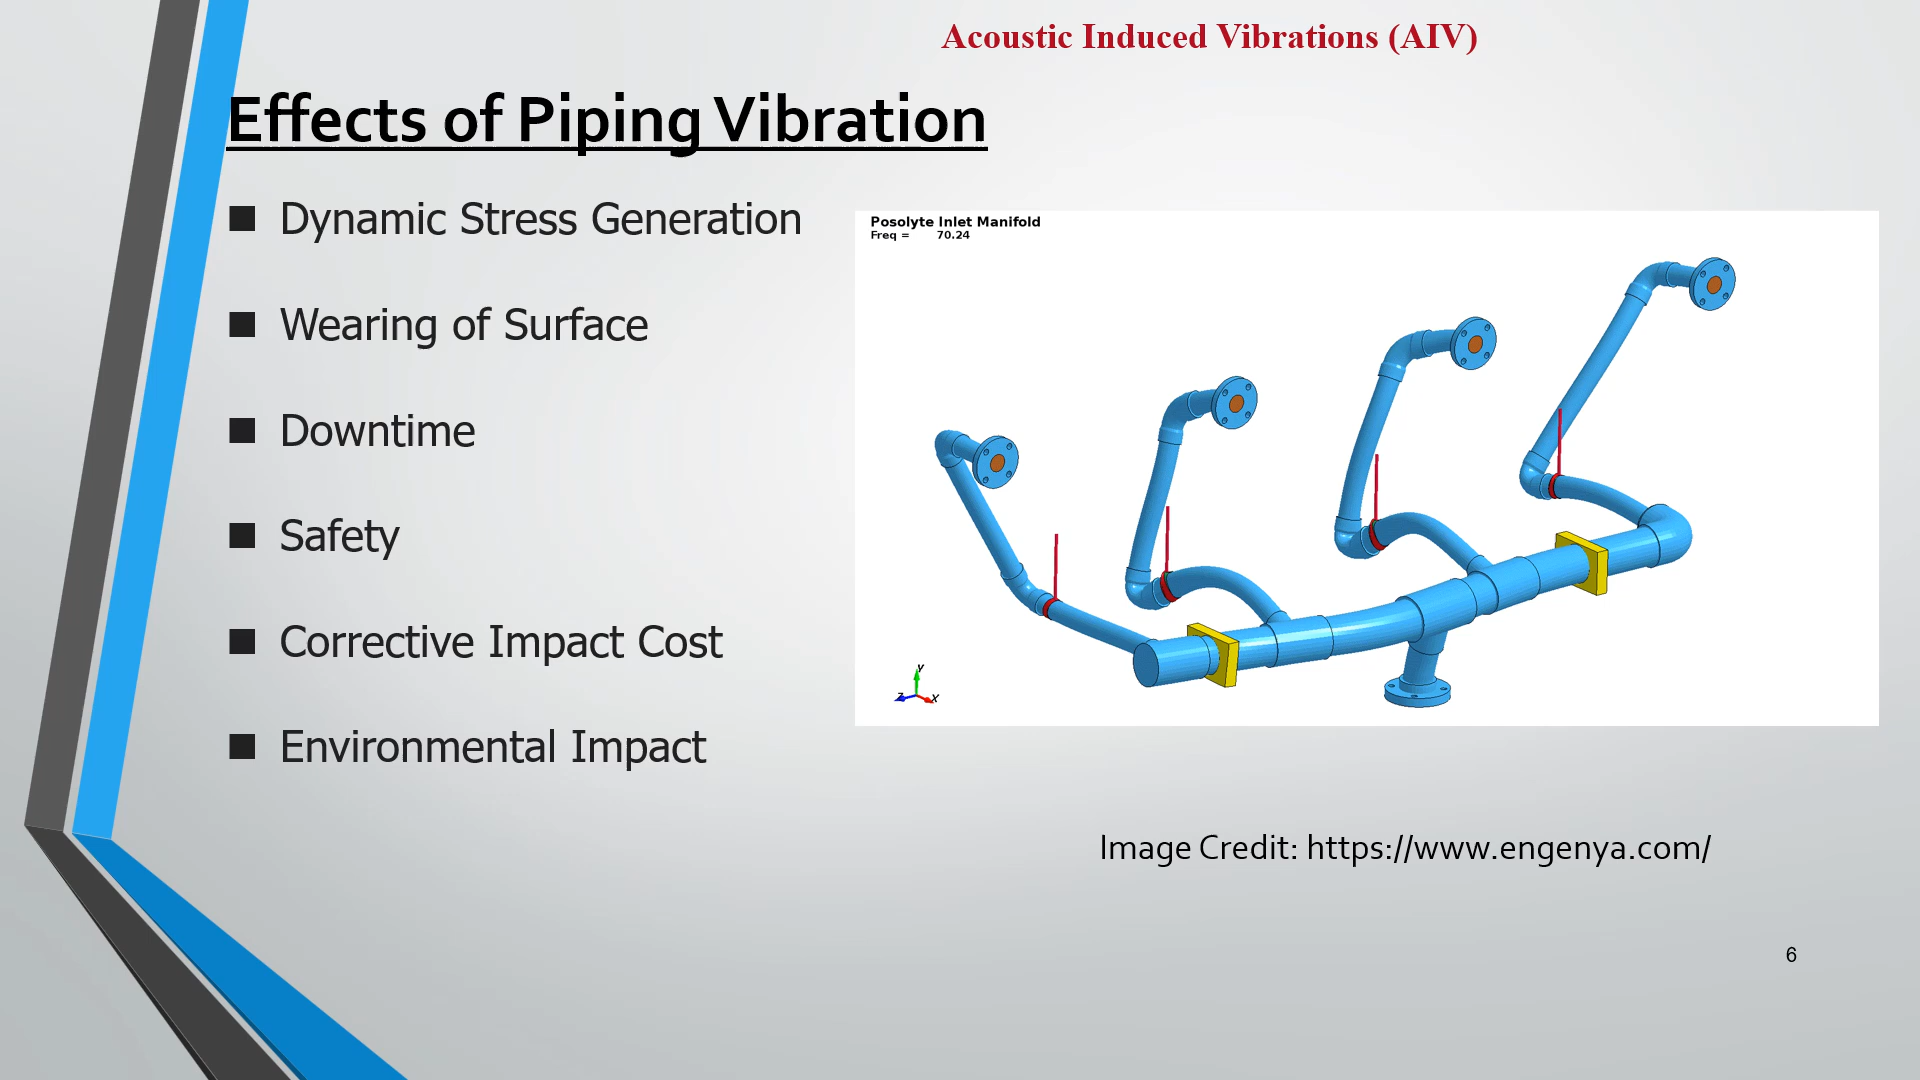 Acoustic Induced Vibrations (AIV)
Effects of Piping Vibration
Dynamic Stress Generation
Wearing of Surface
Downtime
Safety
Corrective Impact Cost
Environmental Impact
Posolyte Inlet Manifold
Freq = 70.24
Y
Z
X
Image Credit: https://www.engenya.com/
6